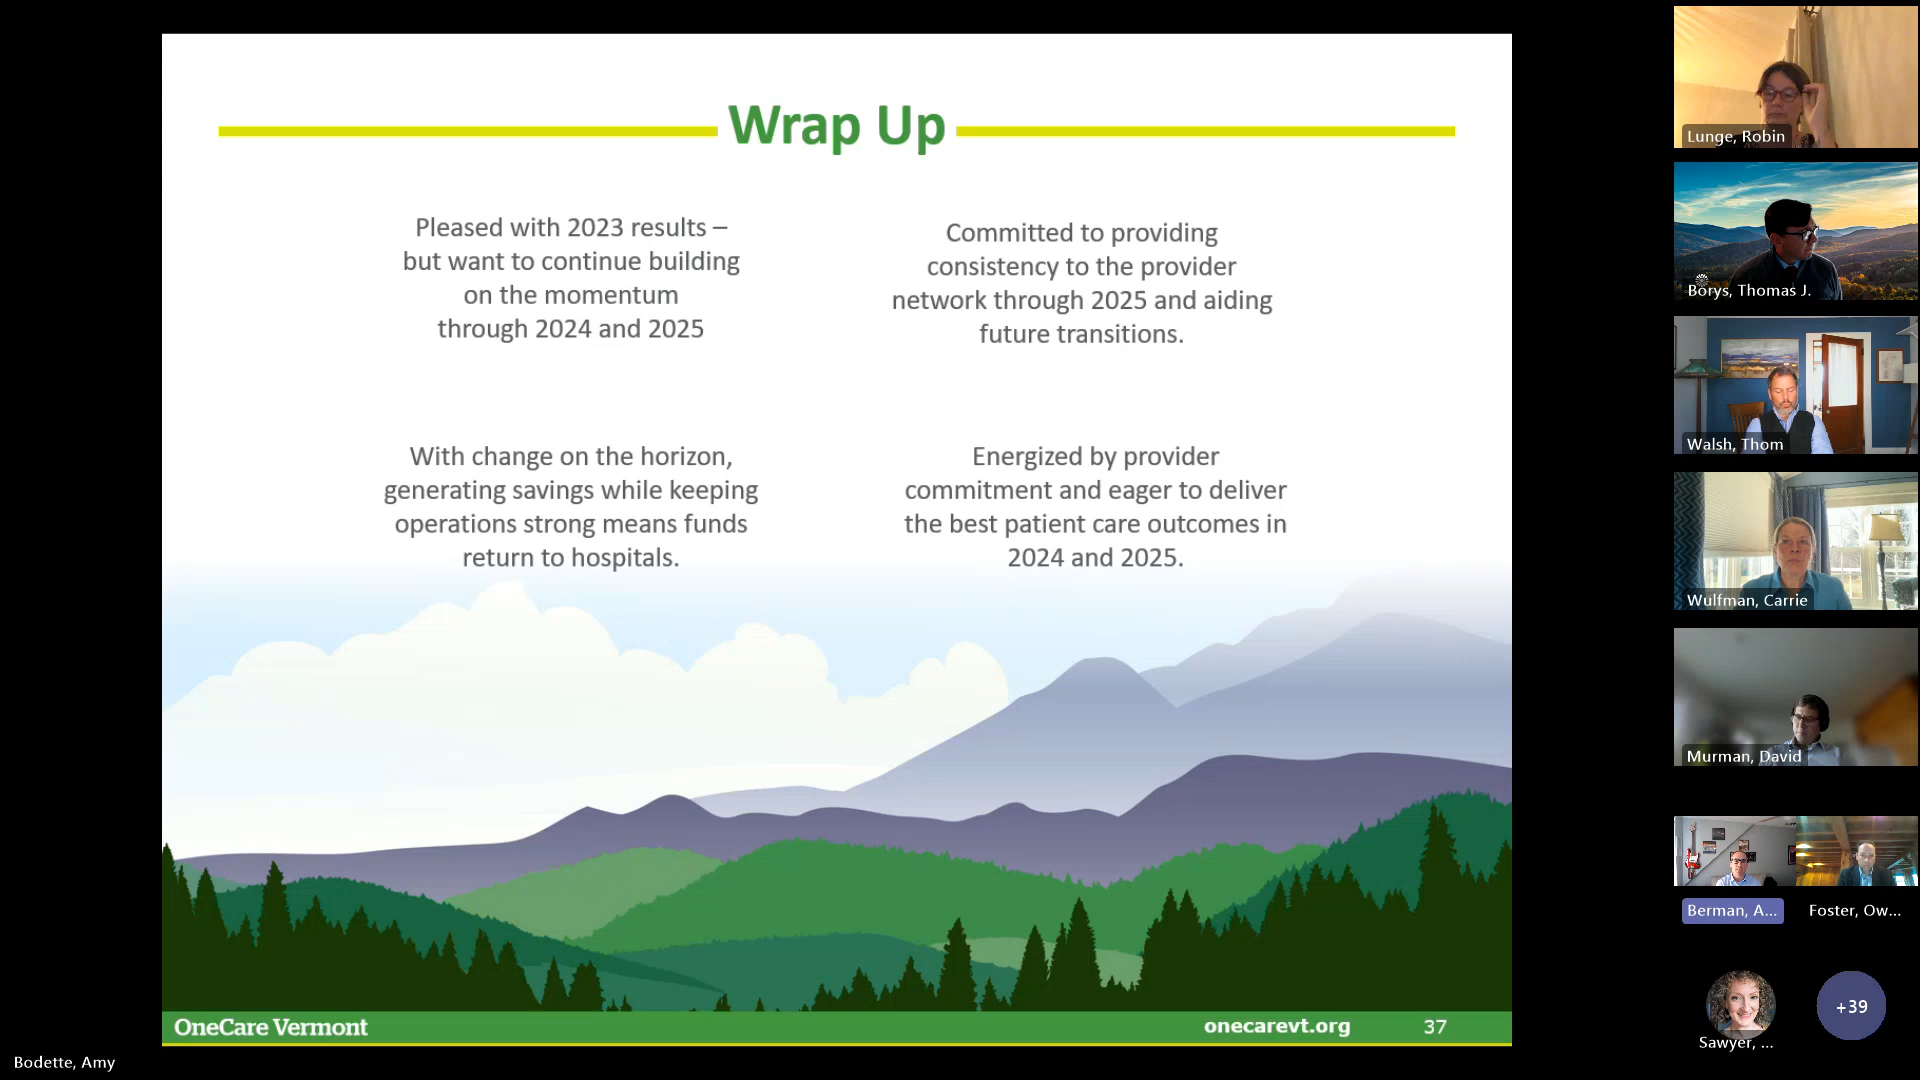 Wrap Up
Pleased with 2023 results –
but want to continue building
on the momentum
through 2024 and 2025
Committed to providing
consistency to the provider
network through 2025 and aiding
future transitions.
With change on the horizon,
generating savings while keeping
operations strong means funds
return to hospitals.
Energized by provider
commitment and eager to deliver
the best patient care outcomes in
2024 and 2025.
OneCare Vermont
onecarevt.org
37
Bodette, Amy
Lunge, Robin
Borys, Thomas J.
Walsh, Thom
Wulfman, Carrie
Murman, David
Berman, A...
Foster, Ow...
Sawyer, ...
+39